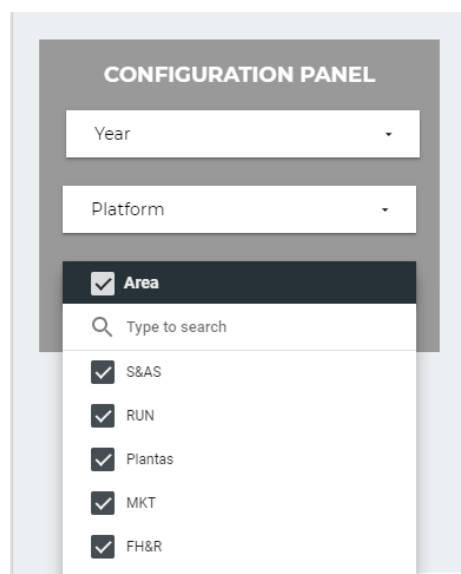 CONFIGURATION PANEL
Year
Platform
Area
Type to search
S&AS
RUN
Plantas
MKT
FH&R